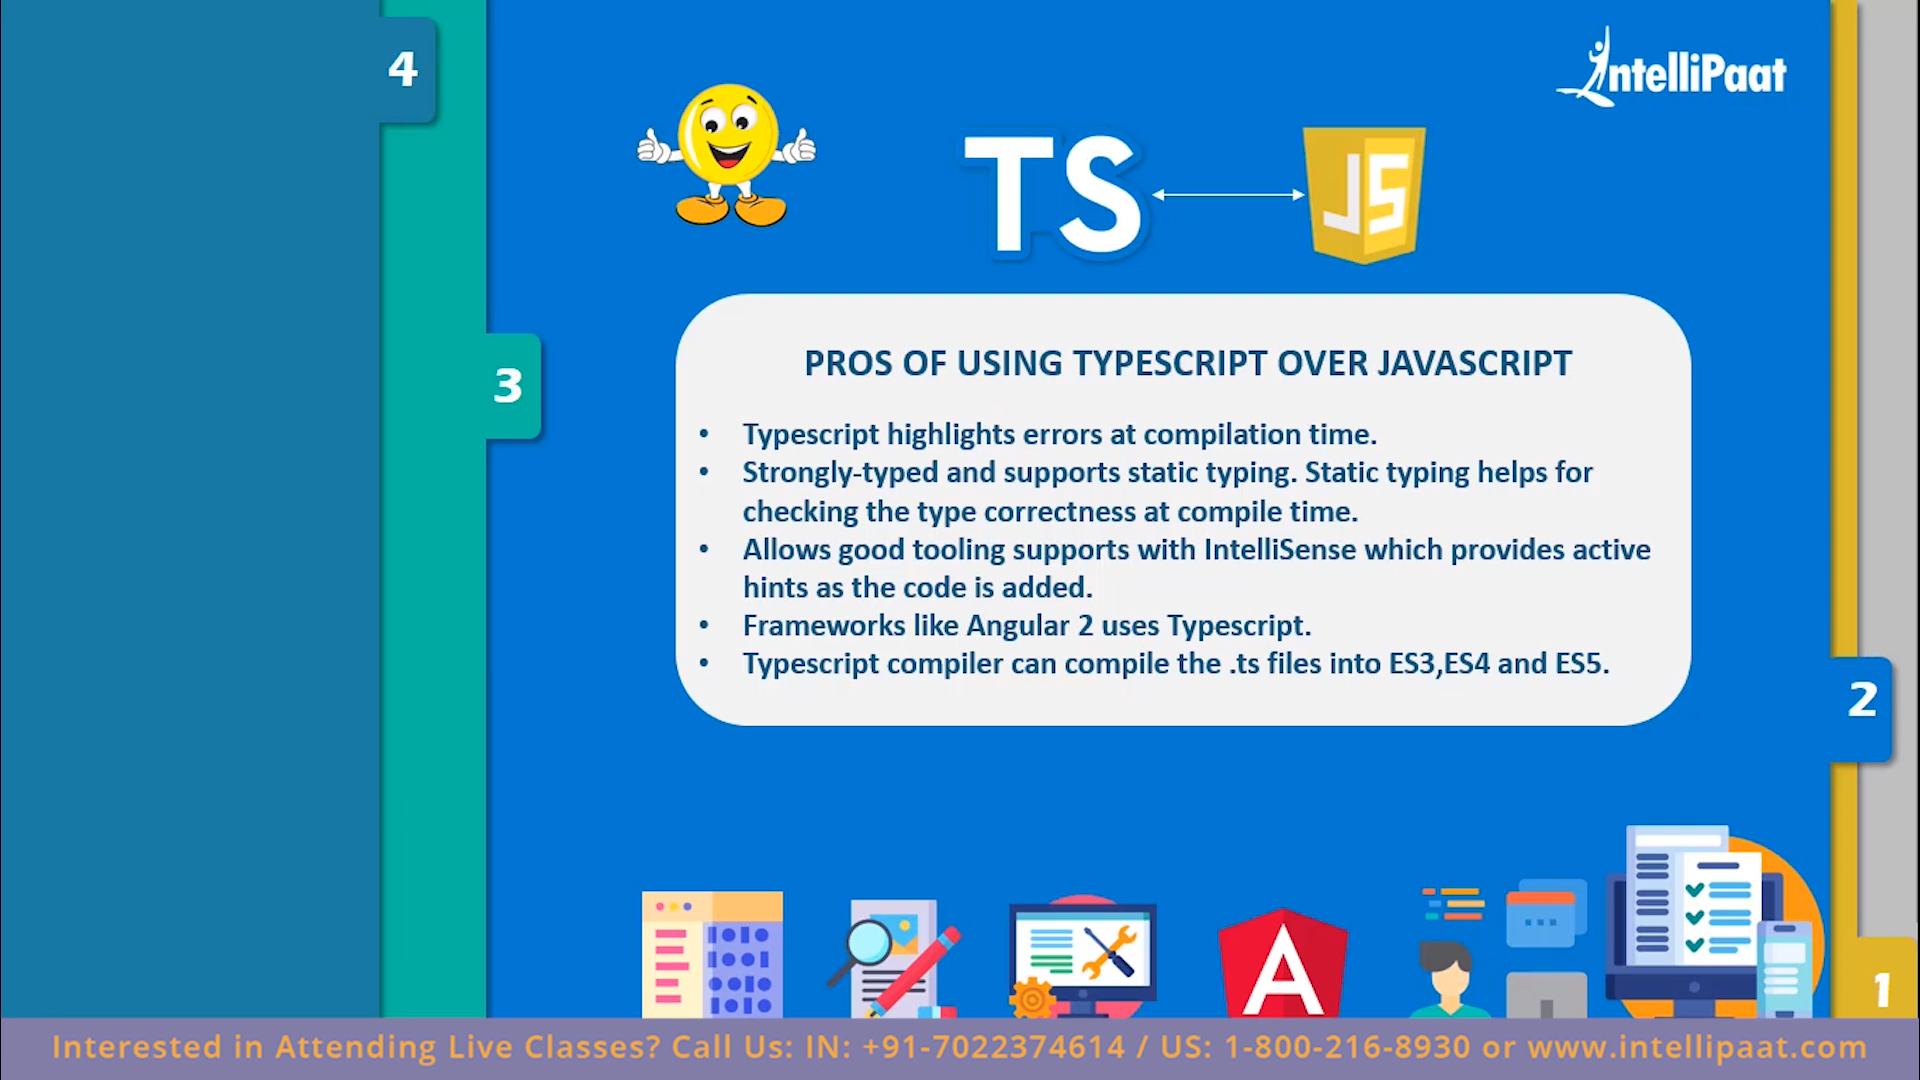 4
IntelliPaat
TS
JS
PROS OF USING TYPESCRIPT OVER JAVASCRIPT
3
• Typescript highlights errors at compilation time.
• Strongly-typed and supports static typing. Static typing helps for
checking the type correctness at compile time.
• Allows good tooling supports with IntelliSense which provides active
hints as the code is added.
• Frameworks like Angular 2 uses Typescript.
• Typescript compiler can compile the .ts files into ES3,ES4 and ES5.
2
A
1
Interested in Attending Live Classes? Call Us: IN: +91-7022374614 / US: 1-800-216-8930 or www.intellipaat.com